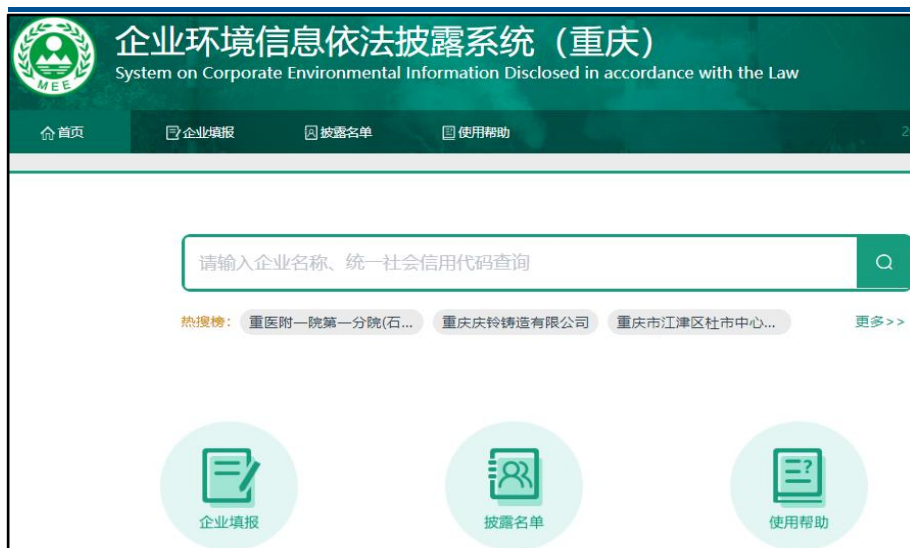 企业环境信息依法披露系统（重庆）
System on Corporate Environmental Information Disclosed in accordance with the Law
MEE
首页 企业填报 披露名单 使用帮助 2
请输入企业名称、统一社会信用代码查询
热搜榜： 重医附一院第一分院(石... 重庆庆铃铸造有限公司 重庆市江津区杜市中心... 更多>>
企业填报 披露名单 使用帮助